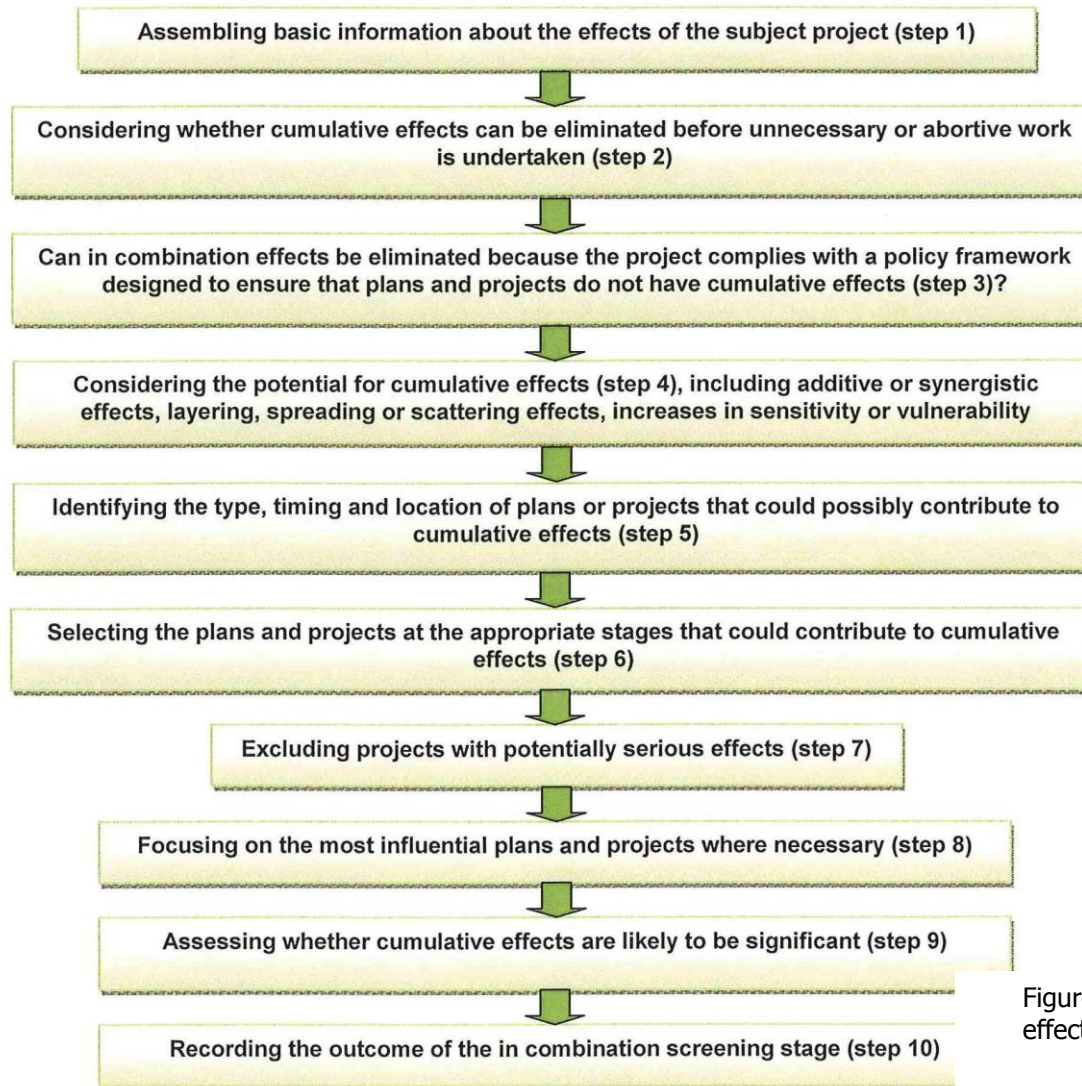 Assembling basic information about the effects of the subject project (step 1)
Considering whether cumulative effects can be eliminated before unnecessary or abortive work
is undertaken (step 2)
Can in combination effects be eliminated because the project complies with a policy framework
designed to ensure that plans and projects do not have cumulative effects (step 3)?
Considering the potential for cumulative effects (step 4), including additive or synergistic
effects, layering, spreading or scattering effects, increases in sensitivity or vulnerability
Identifying the type, timing and location of plans or projects that could possibly contribute to
cumulative effects (step 5)
Selecting the plans and projects at the appropriate stages that could contribute to cumulative
effects (step 6)
Excluding projects with potentially serious effects (step 7)
Focusing on the most influential plans and projects where necessary (step 8)
Assessing whether cumulative effects are likely to be significant (step 9)
Recording the outcome of the in combination screening stage (step 10)